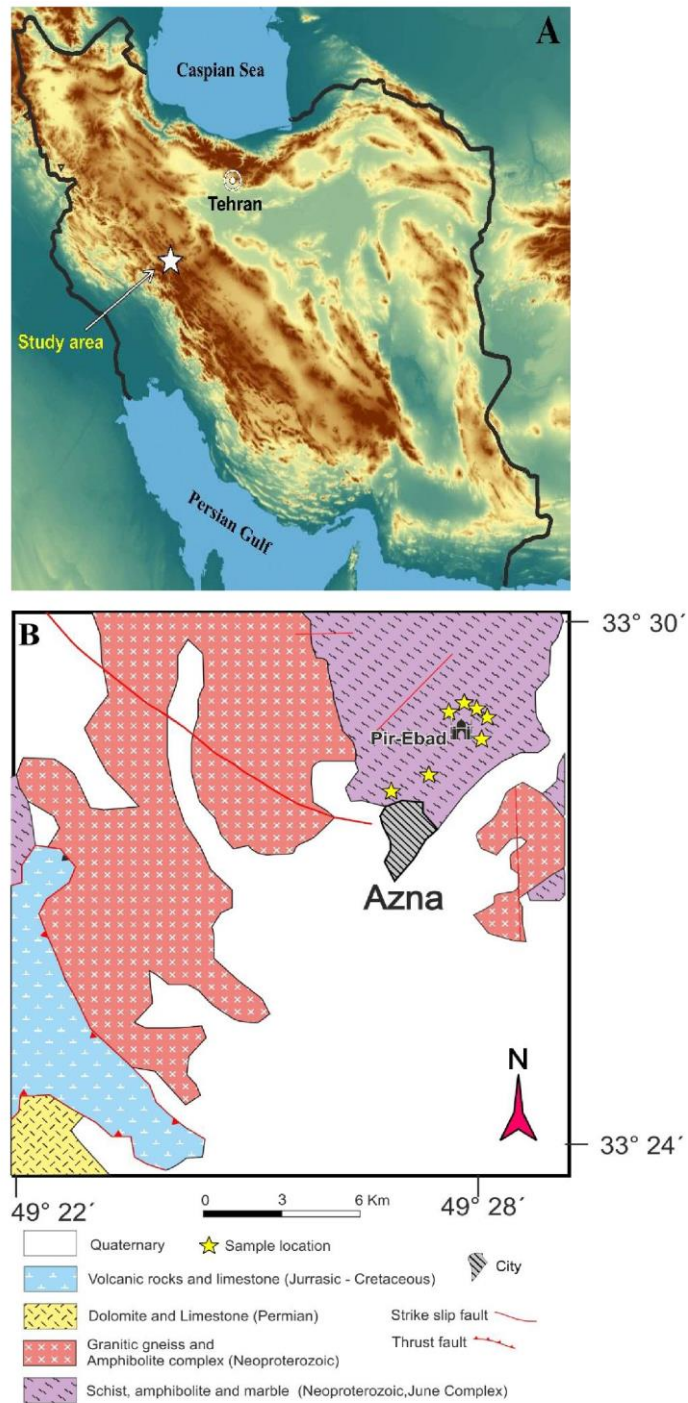 A
Caspian Sea
Tehran
Study area
Persian Gulf
B
33° 30´
Pir-Ebad
Azna
N
33° 24´
49° 22´
0 3 6 Km
49° 28´
Quaternary
Sample location
City
Volcanic rocks and limestone (Jurrasic - Cretaceous)
Dolomite and Limestone (Permian)
Strike slip fault
Granitic gneiss and
Amphibolite complex (Neoproterozoic)
Thrust fault
Schist, amphibolite and marble (Neoproterozoic,June Complex)